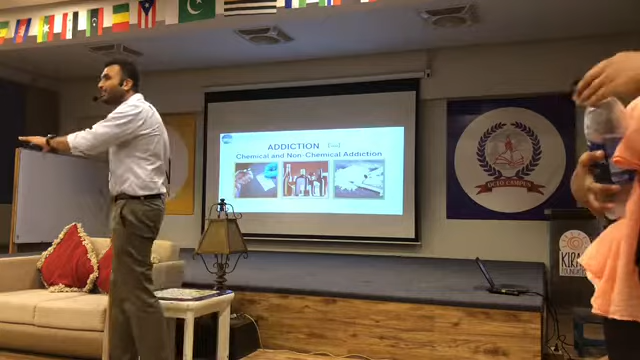 ADDICTION
Chemical and Non-Chemical Addiction
OCTO CAMPUS
KIRAN
FOUNDATION